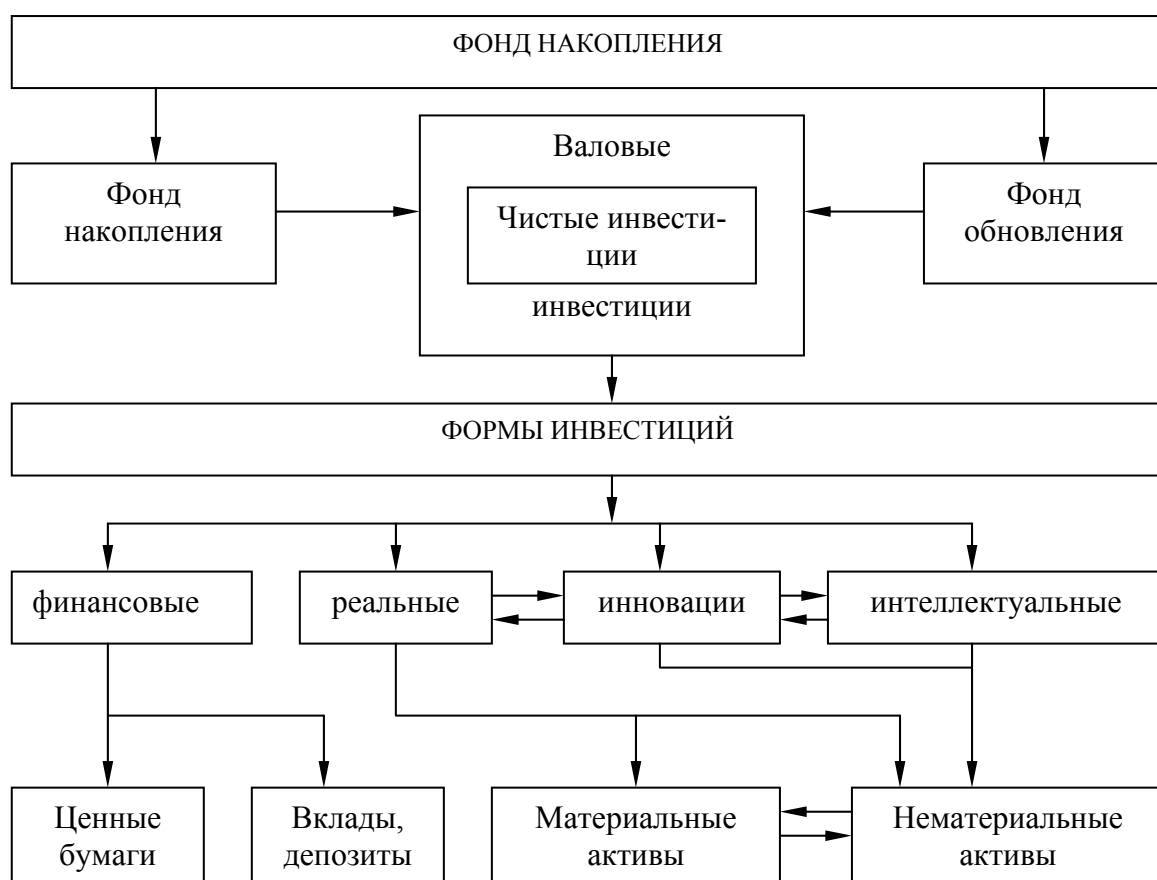 ФОНД НАКОПЛЕНИЯ
Фонд
накопления
Валовые
Чистые инвести-
ции
инвестиции
Фонд
обновления
ФОРМЫ ИНВЕСТИЦИЙ
финансовые
реальные
инновации
интеллектуальные
Ценные
бумаги
Вклады,
депозиты
Материальные
активы
Нематериальные
активы